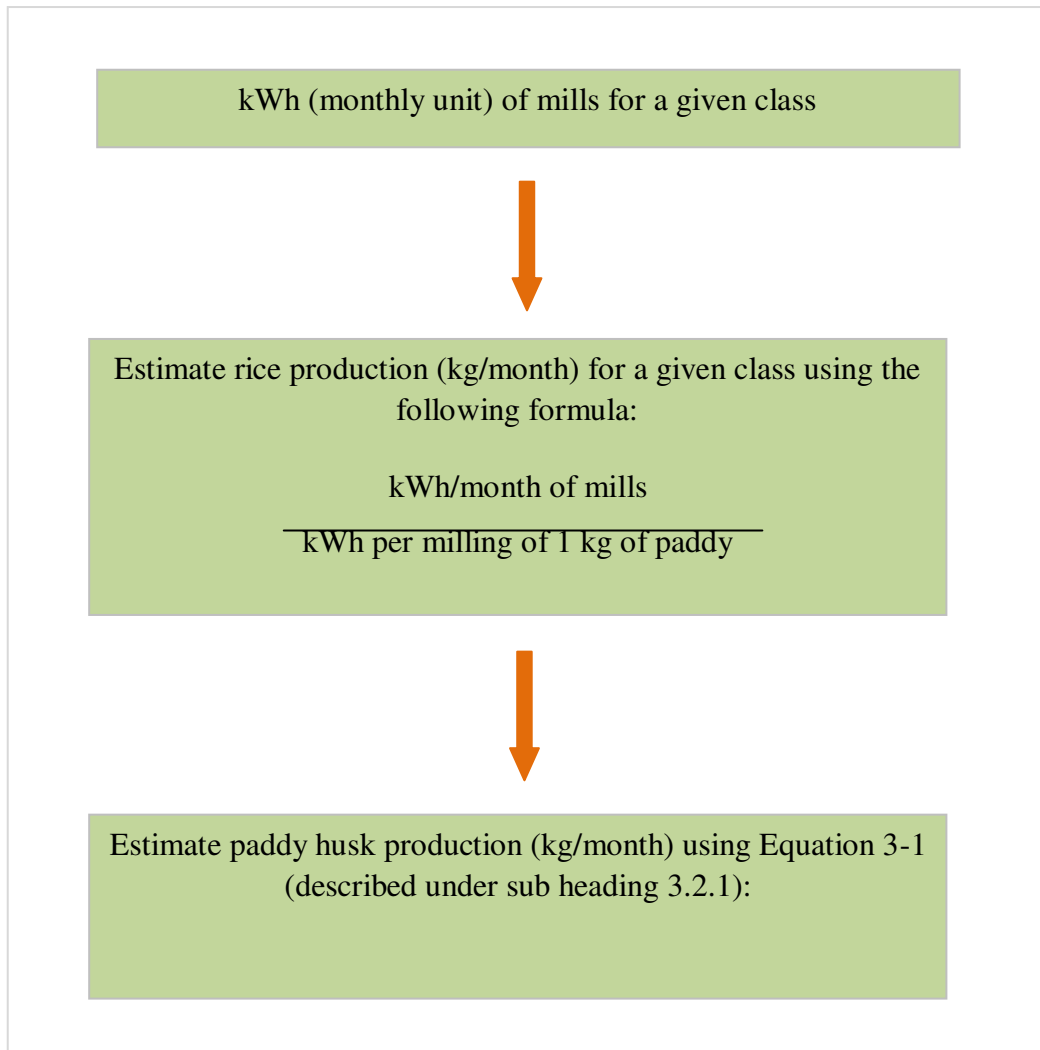 kWh (monthly unit) of mills for a given class
Estimate rice production (kg/month) for a given class using the
following formula:
kWh/month of mills
kWh per milling of 1 kg of paddy
Estimate paddy husk production (kg/month) using Equation 3-1
(described under sub heading 3.2.1):